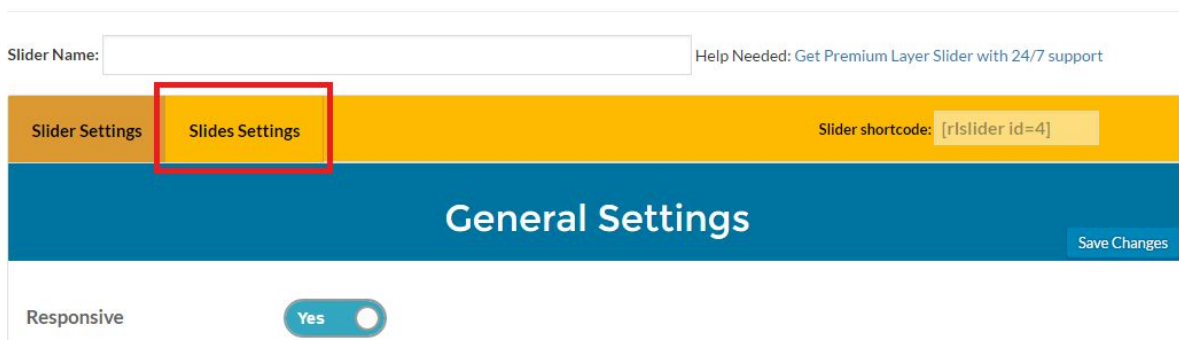 Slider Name: Help Needed: Get Premium Layer Slider with 24/7 support
Slider Settings Slides Settings Slider shortcode: [rlslider id=4]
General Settings
Save Changes
Responsive Yes